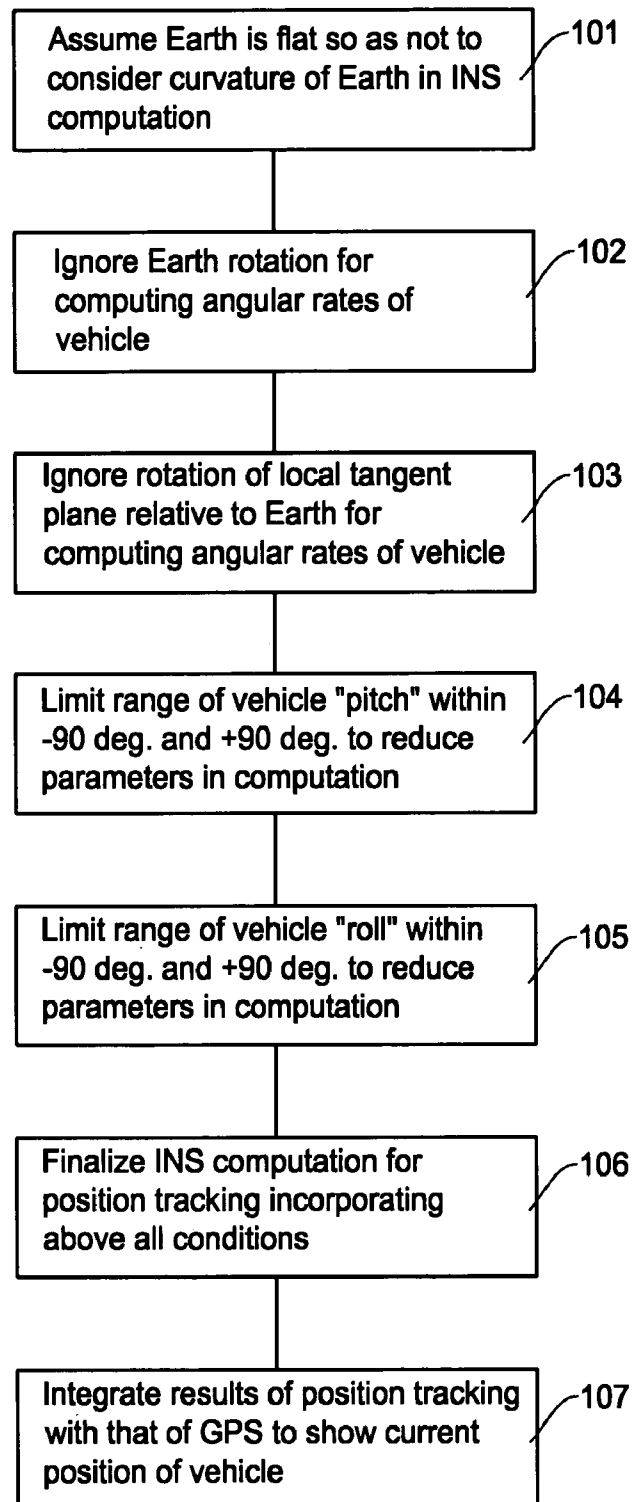 Assume Earth is flat so as not to
consider curvature of Earth in INS
computation
101
Ignore Earth rotation for
computing angular rates of
vehicle
102
Ignore rotation of local tangent
plane relative to Earth for
computing angular rates of vehicle
103
Limit range of vehicle "pitch" within
-90 deg. and +90 deg. to reduce
parameters in computation
104
Limit range of vehicle "roll" within
-90 deg. and +90 deg. to reduce
parameters in computation
105
Finalize INS computation for
position tracking incorporating
above all conditions
106
Integrate results of position tracking
with that of GPS to show current
position of vehicle
107